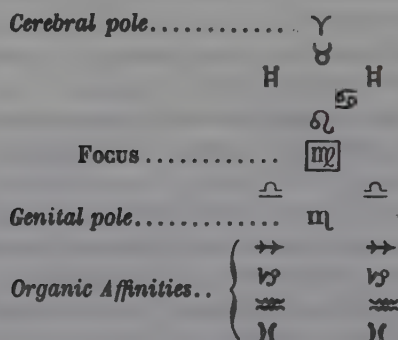 Cerebral pole.............. ♈
♉
♓ ♓
♋
♌
Focus............ ♍
♎ ♎
Genital pole............. ♏
♐ ♐
♑ ♑
Organic Affinities.. {
♒ ♒
♓ ♓